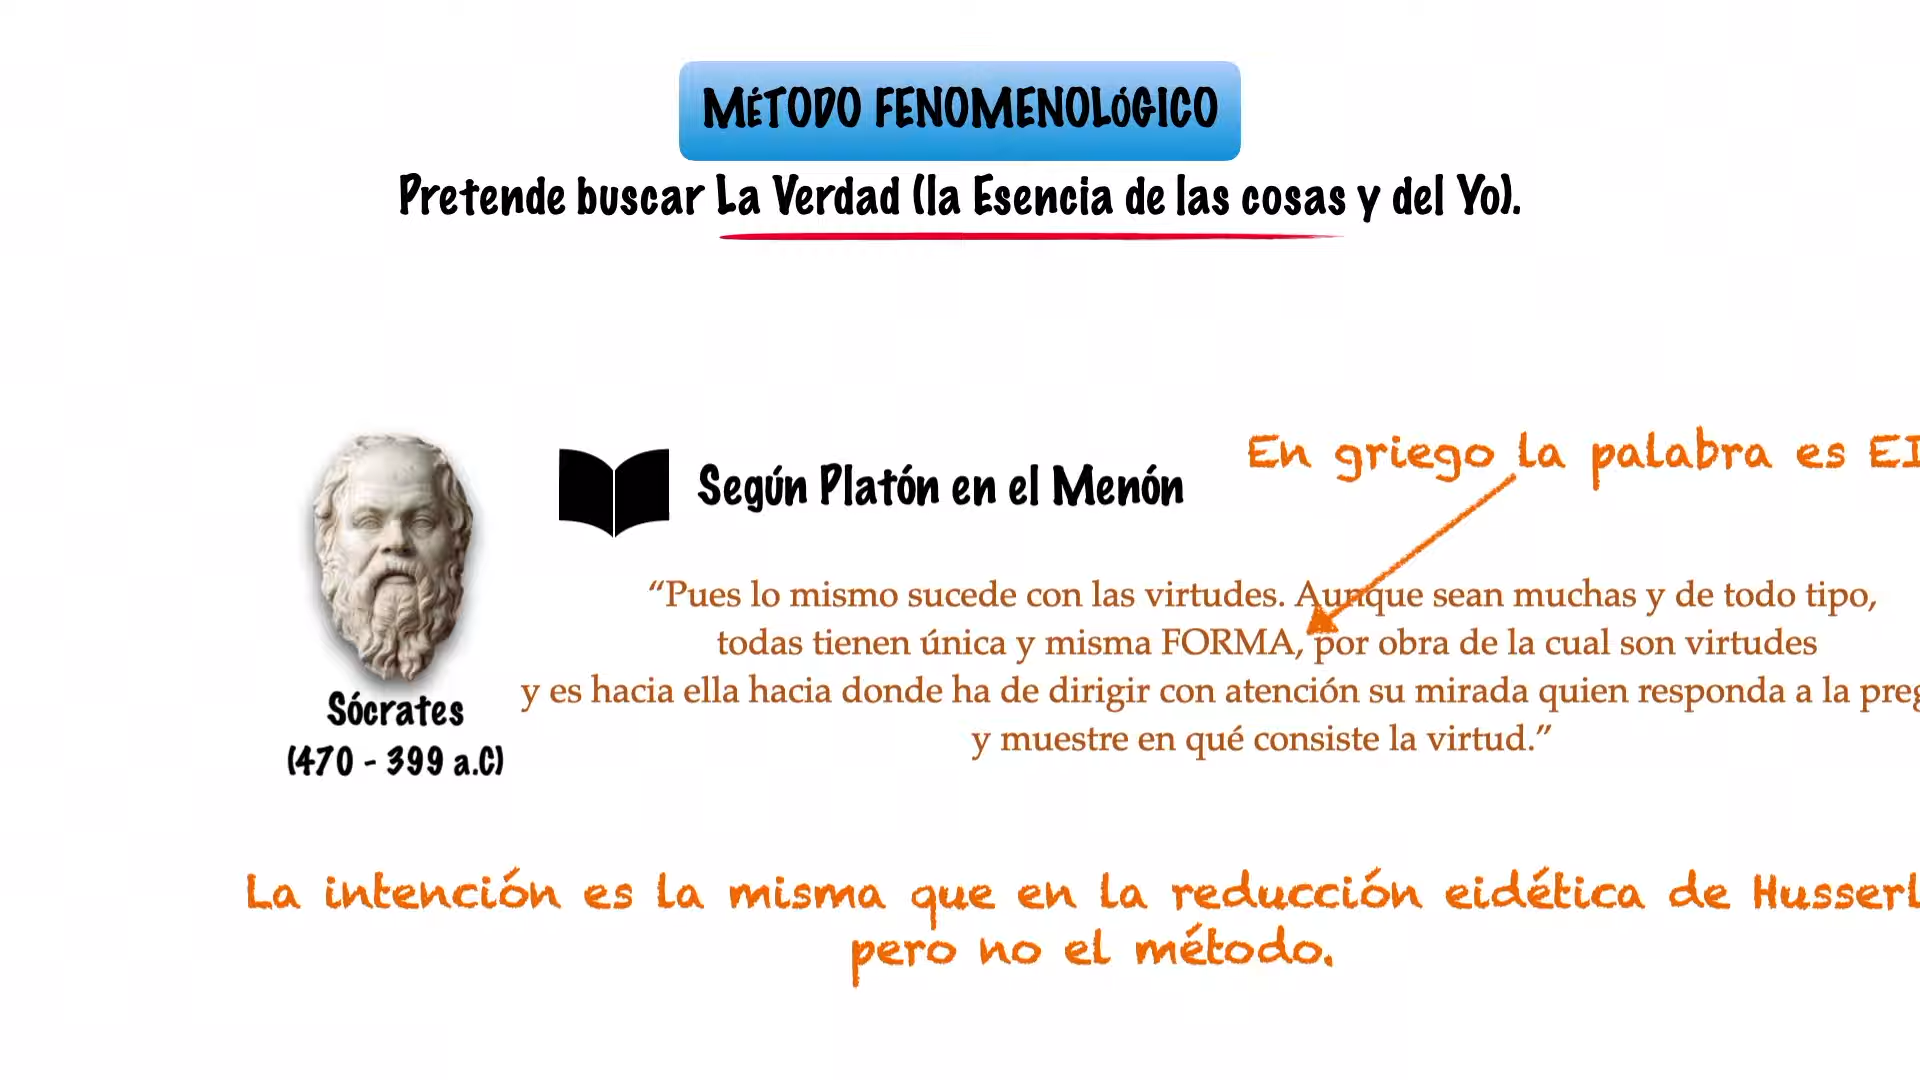 MÉTODO FENOMENOLÓGICO
Pretende buscar La Verdad (la Esencia de las cosas y del Yo).
En griego la palabra es
Según Platón en el Menón
“Pues lo mismo sucede con las virtudes. Aunque sean muchas y de todo tipo,
todas tienen única y misma FORMA, por obra de la cual son virtudes
y es hacia ella hacia donde ha de dirigir con atención su mirada quien responda a la
y muestre en qué consiste la virtud.”
Sócrates
(470 - 399 a.C)
La intención es la misma que en la reducción eidética de Husserl
pero no el método.